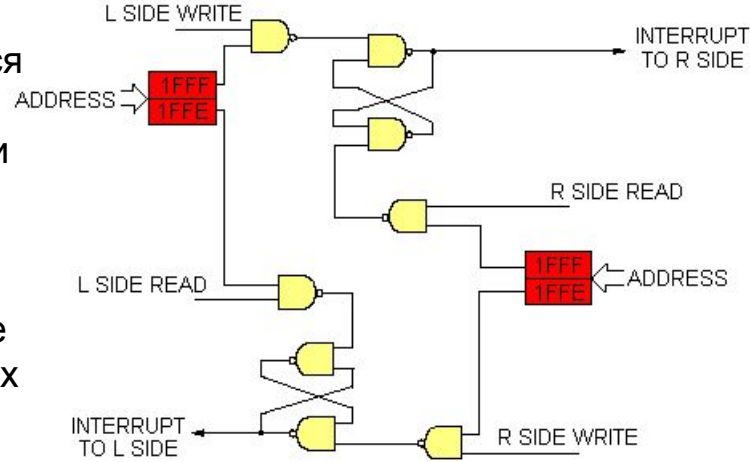 L SIDE WRITE
INTERRUPT
TO R SIDE
ся
1FFF
ADDRESS
1FFE
и
R SIDE READ
1FFF
ADDRESS
1FFE
L SIDE READ
е
х
INTERRUPT
TO L SIDE
R SIDE WRITE